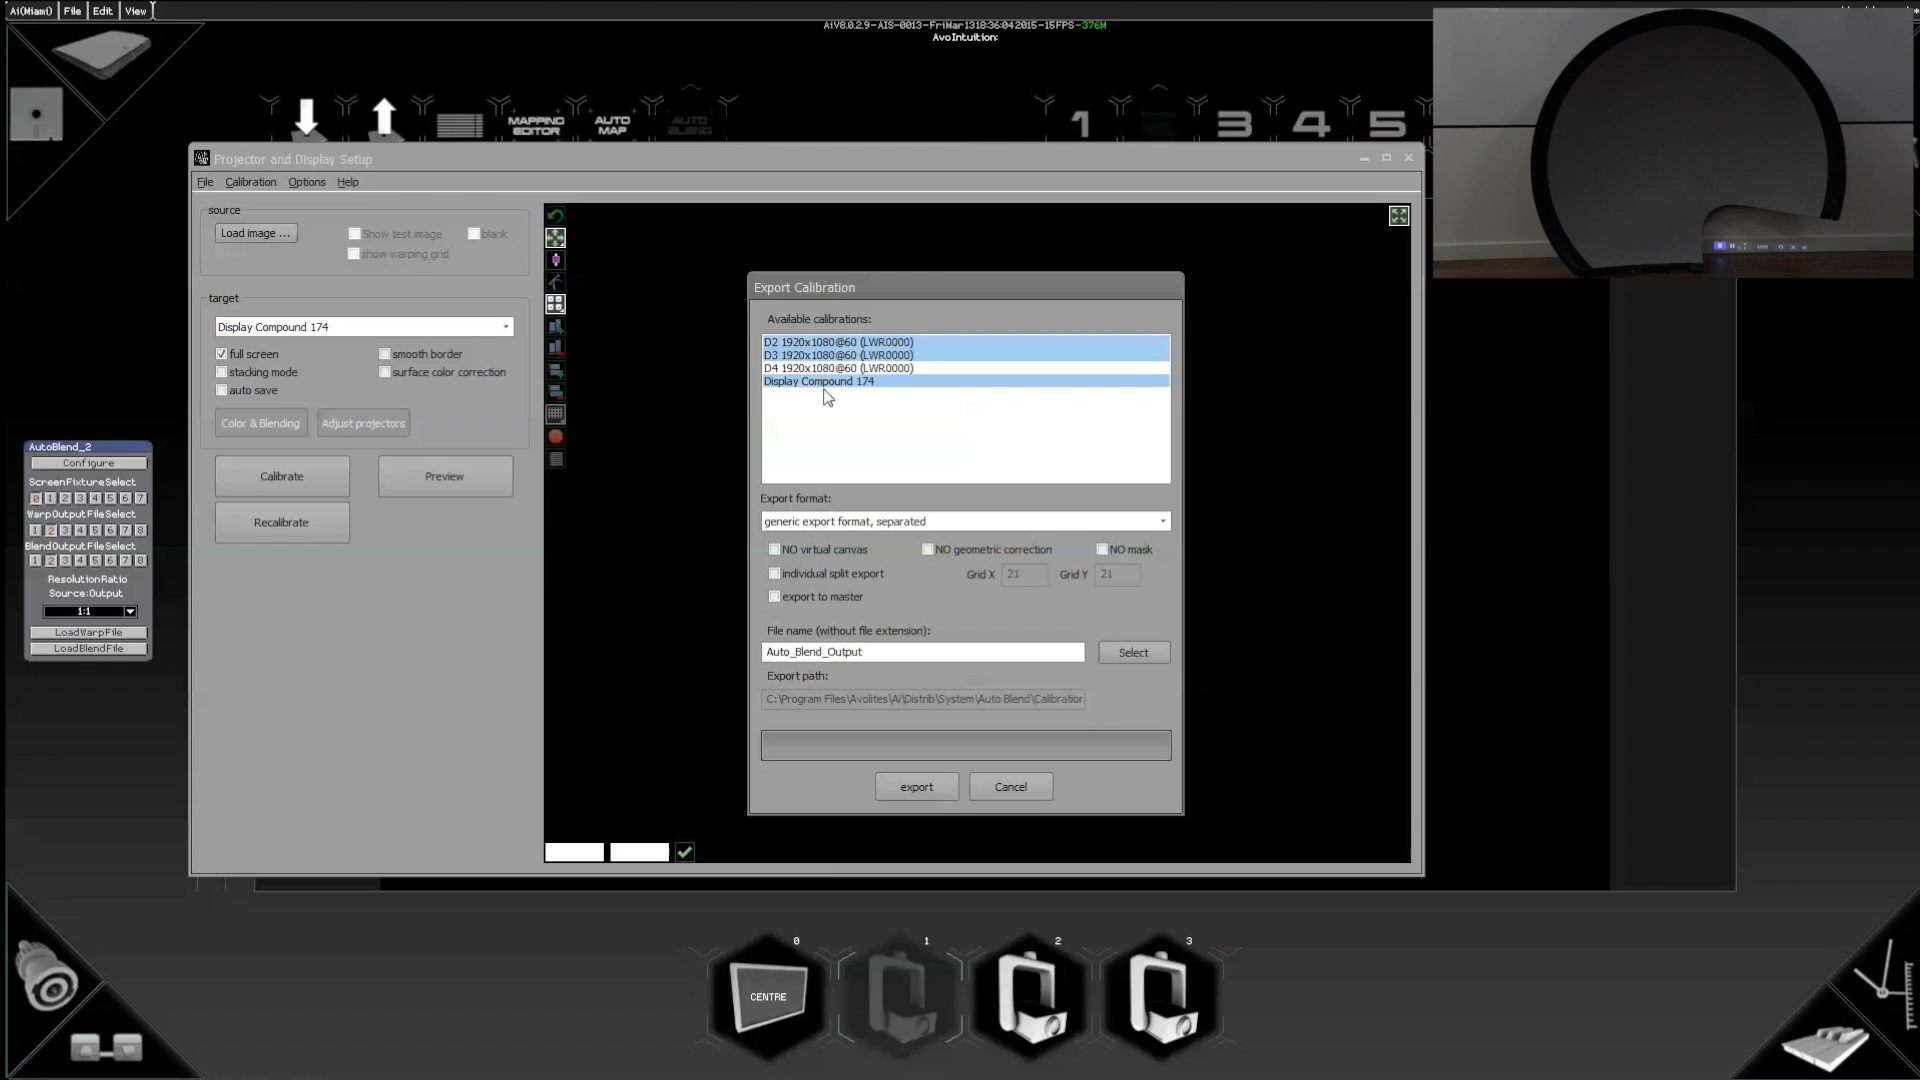 Ai(Miami) File Edit View
AiV8.0.2.9-AIS-0013-FriMar1318:36:042015-15FPS-376M
AvoIntuition:
MAPPING EDITOR
AUTO MAP
AUTO BLEND
1 3 4 5
Projector and Display Setup
File Calibration Options Help
source
Load image ...
Show test image
blank
show warping grid
target
Display Compound 174
full screen
smooth border
stacking mode
surface color correction
auto save
Color & Blending
Adjust projectors
Calibrate
Preview
Recalibrate
AutoBlend_2
Configure
ScreenFixtureSelect
0 1 2 3 4 5 6 7
WarpOutputFileSelect
1 2 3 4 5 6 7 8
BlendOutputFileSelect
1 2 3 4 5 6 7 8
ResolutionRatio
Source:Output
1:1
LoadWarpFile
LoadBlendFile
Export Calibration
Available calibrations:
D2 1920x1080@60 (LWR0000)
D3 1920x1080@60 (LWR0000)
D4 1920x1080@60 (LWR0000)
Display Compound 174
Export format:
generic export format, separated
NO virtual canvas
NO geometric correction
NO mask
individual split export
Grid X 21 Grid Y 21
export to master
File name (without file extension):
Auto_Blend_Output
Select
Export path:
C:\Program Files\Avolites\Ai\Distrib\System\Auto Blend\Calibration
export
Cancel
0 1 2 3
CENTRE